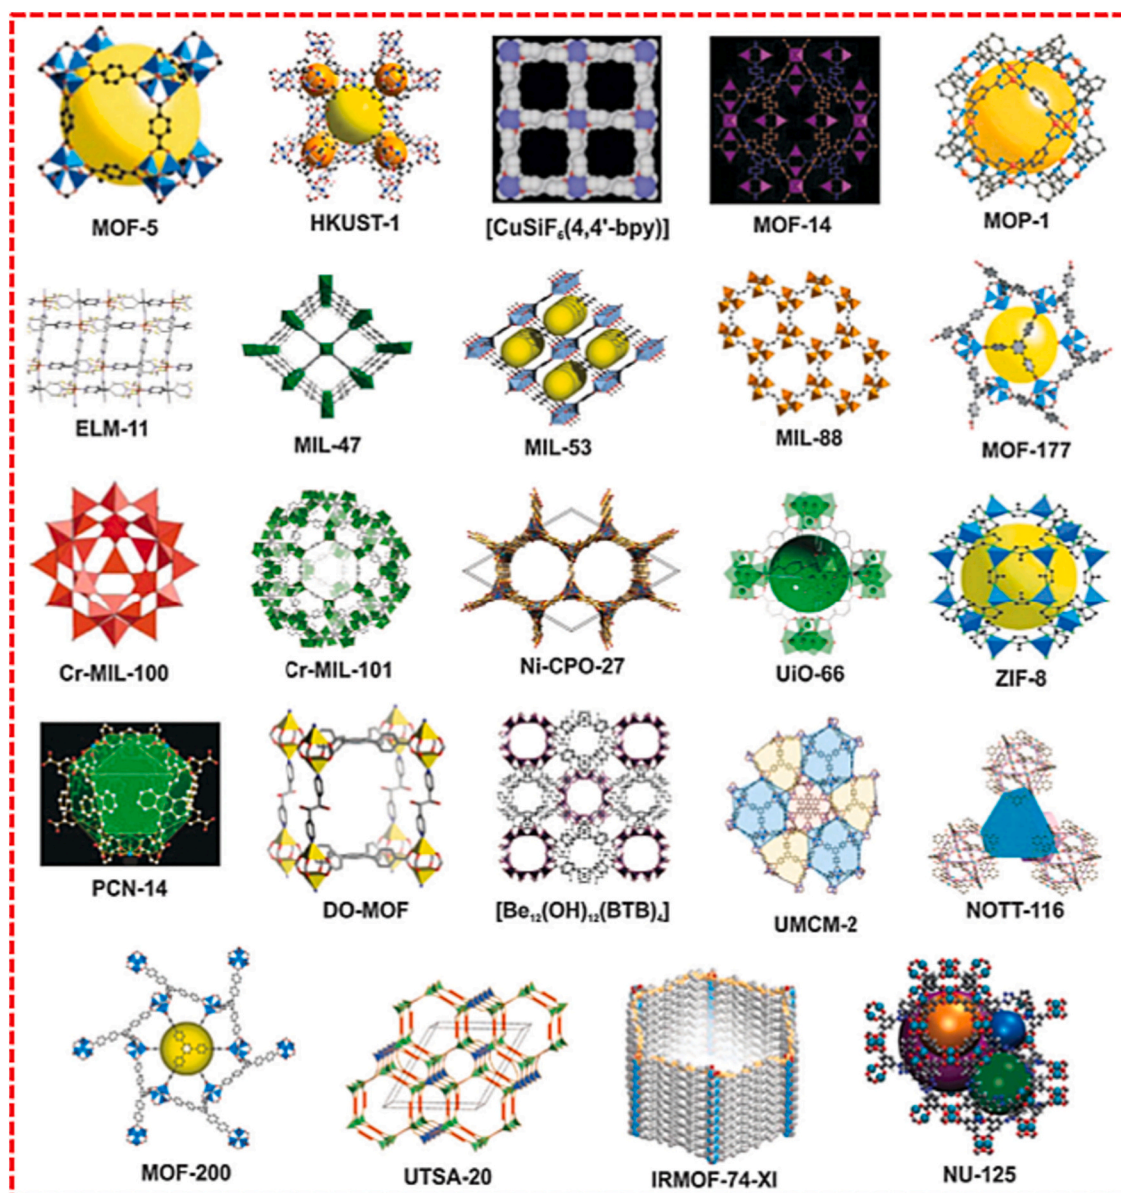 MOF-5
HKUST-1
[CuSiF₆(4,4'-bpy)]
MOF-14
MOP-1
ELM-11
MIL-47
MIL-53
MIL-88
MOF-177
Cr-MIL-100
Cr-MIL-101
Ni-CPO-27
UiO-66
ZIF-8
PCN-14
DO-MOF
[Be₁₂(OH)₁₂(BTB)₄]
UMCM-2
NOTT-116
MOF-200
UTSA-20
IRMOF-74-XI
NU-125